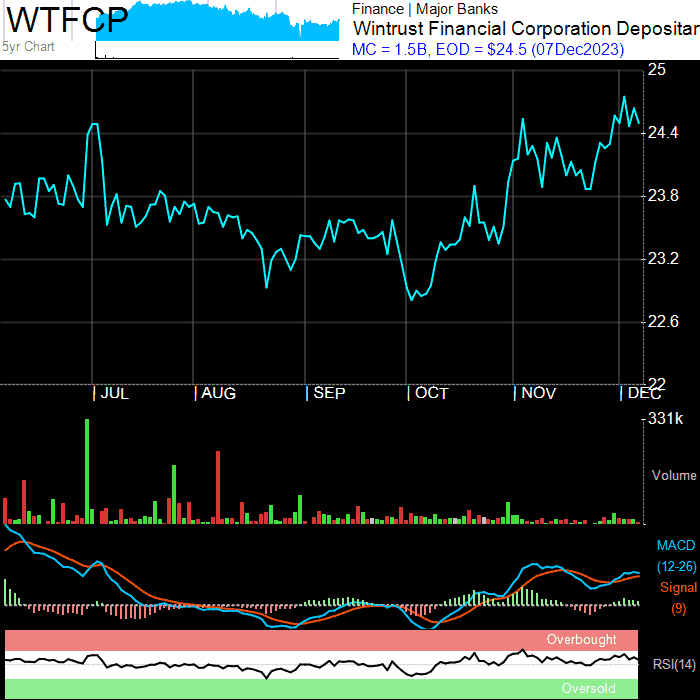 WTFCP
5yr Chart
Finance | Major Banks
Wintrust Financial Corporation Depositar
MC = 1.5B, EOD = $24.5 (07Dec2023)
25
24.4
23.8
23.2
22.6
22
JUL AUG SEP OCT NOV DEC
331k
Volume
MACD
(12-26)
Signal
(9)
Overbought
RSI(14)
Oversold